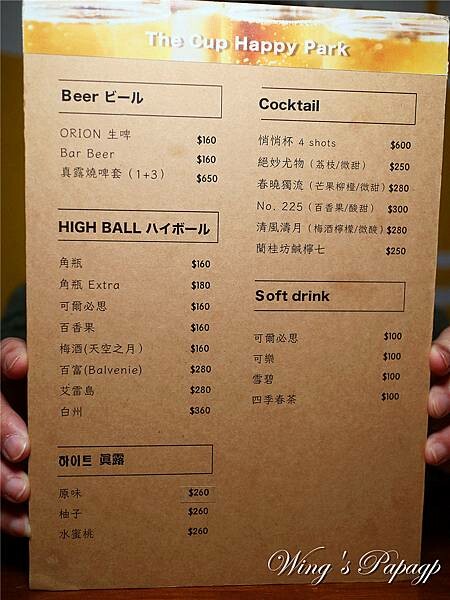 The Cup Happy Park
Beer ビール
ORION 生啤 $160
Bar Beer $160
真露燒啤套（1+3） $650
HIGH BALL ハイボール
角瓶 $160
角瓶 Extra $180
可爾必思 $160
百香果 $160
梅酒(天空之月） $160
百富(Balvenie) $280
艾雷島 $280
白州 $360
하이트 眞露
原味 $260
柚子 $260
水蜜桃 $260
Cocktail
悄悄杯 4 shots $600
絕妙尤物（荔枝/微甜） $250
春曉獨流（芒果柳橙/微甜） $280
No. 225（百香果/酸甜） $300
清風濤月（梅酒檸檬/微酸） $280
蘭桂坊鹹檸七 $250
Soft drink
可爾必思 $100
可樂 $100
雪碧 $100
四季春茶 $100
Wing's Papagp